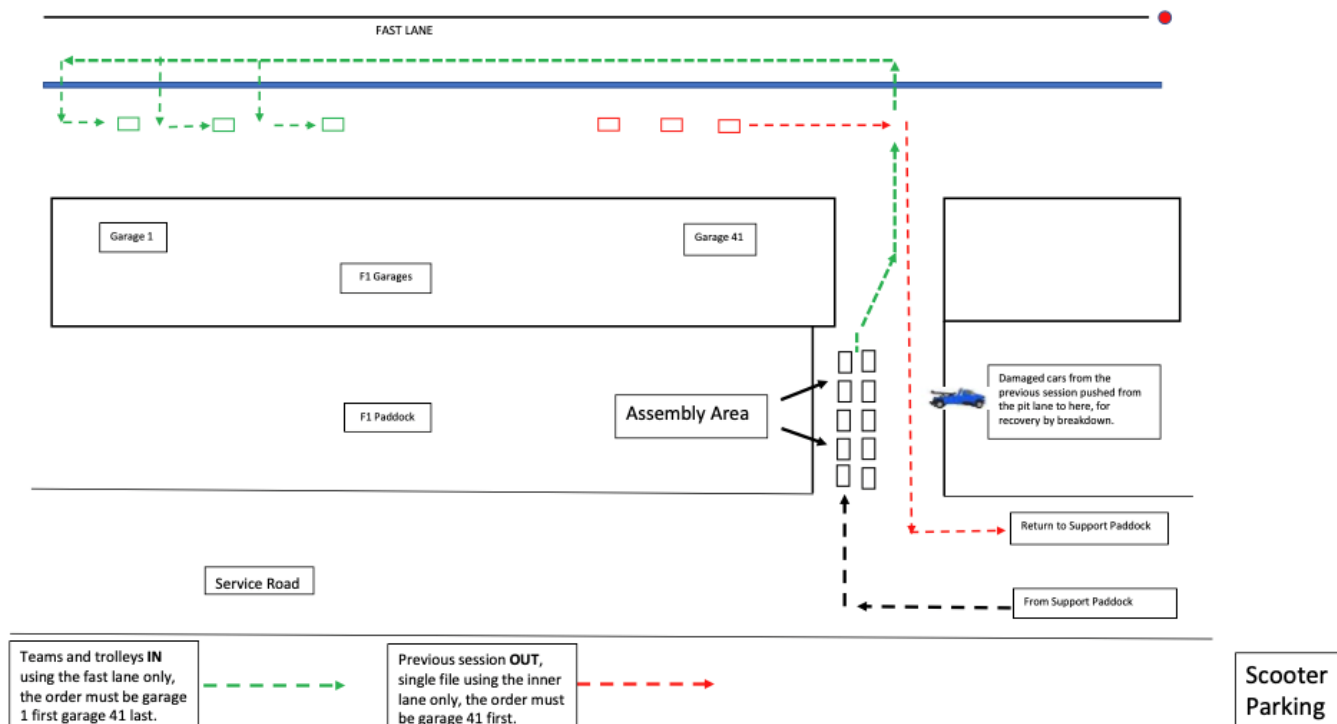 FAST LANE
Garage 1
Garage 41
F1 Garages
Damaged cars from the
previous session pushed from
the pit lane to here, for
recovery by breakdown.
Assembly Area
F1 Paddock
Return to Support Paddock
Service Road
From Support Paddock
Teams and trolleys IN
using the fast lane only,
the order must be garage
1 first garage 41 last.
Previous session OUT,
single file using the inner
lane only, the order must
be garage 41 first.
Scooter
Parking